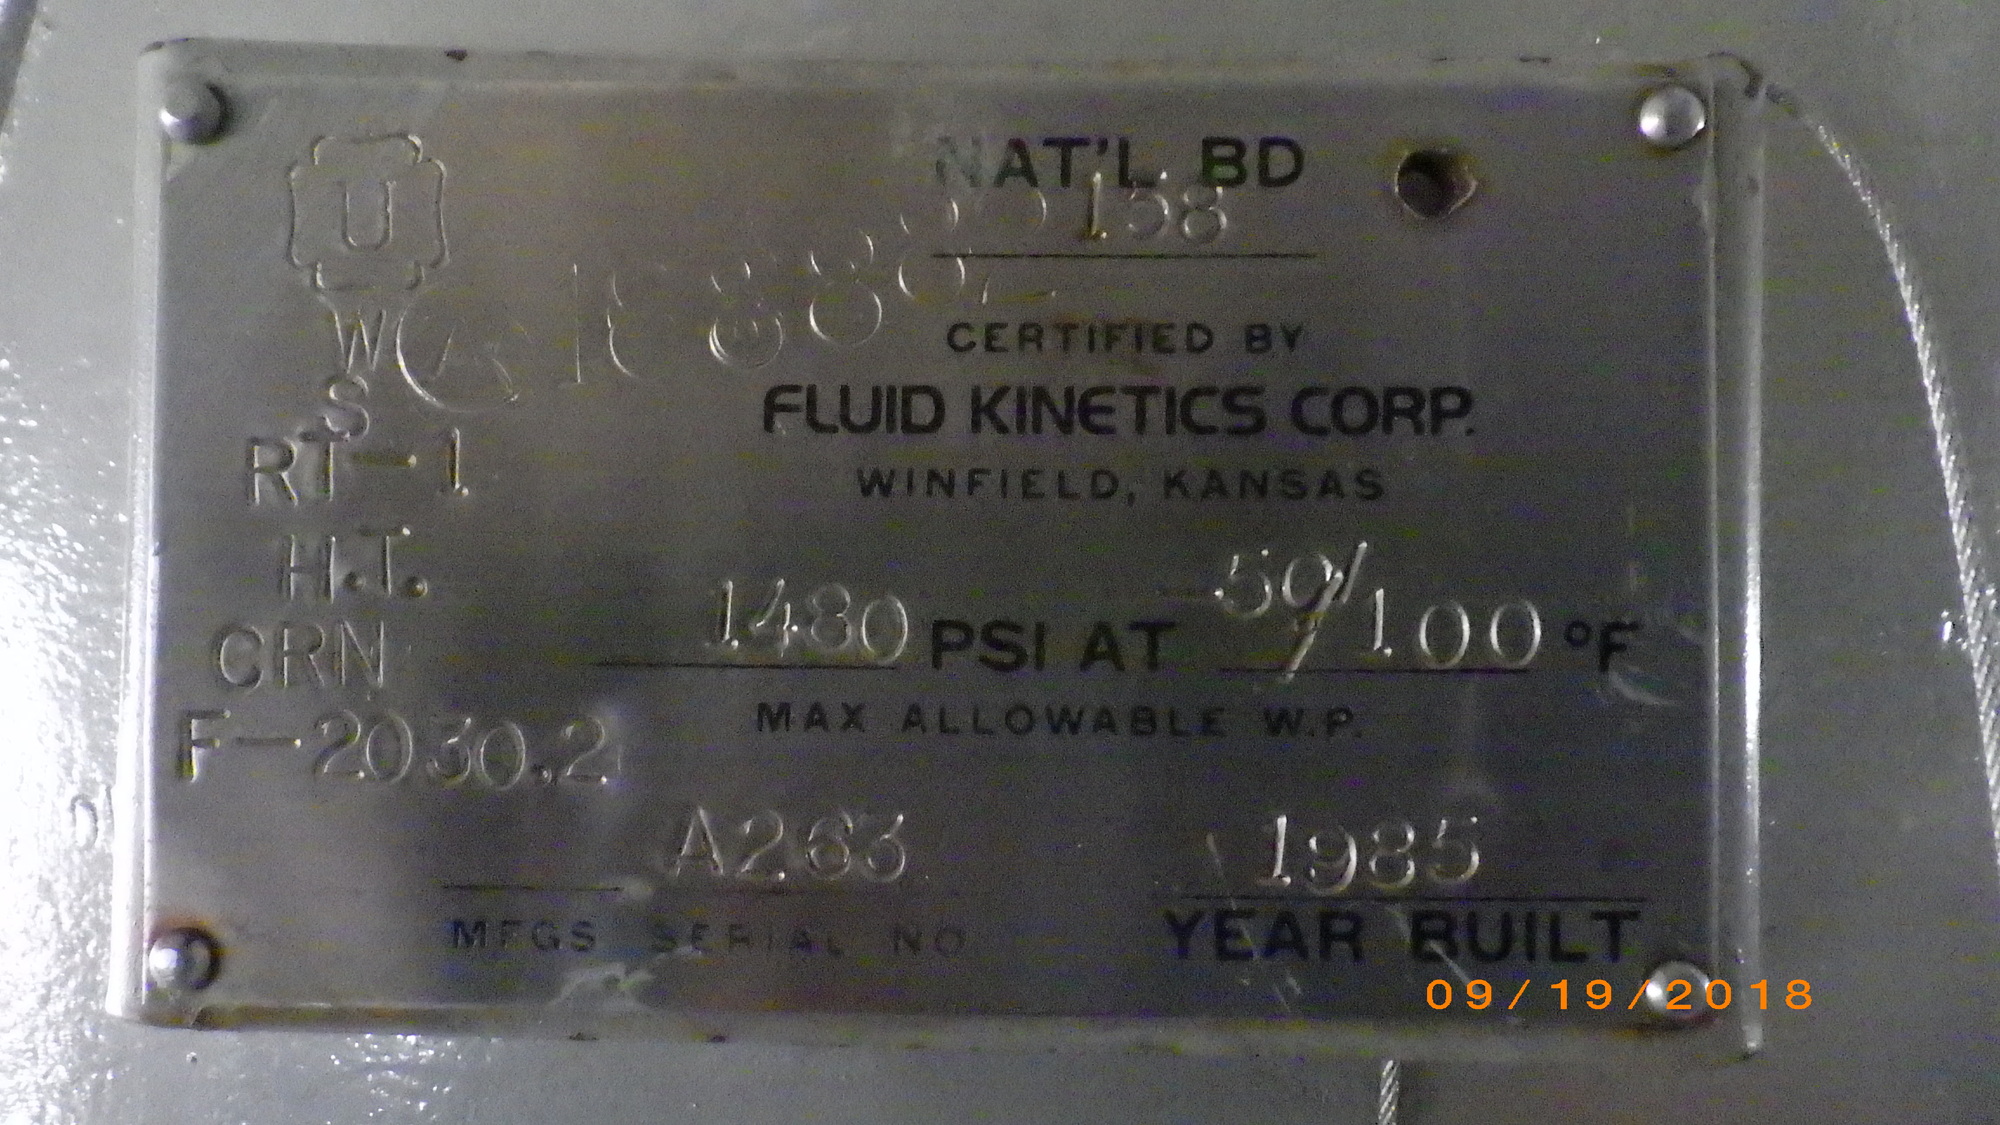 U
NAT'L BD
158
W
CERTIFIED BY
S
FLUID KINETICS CORP.
RT-1
WINFIELD, KANSAS
H.T.
1480 PSI AT -50/100 °F
CRN
MAX ALLOWABLE W.P.
F-2030.2
A263
1985
MFGS SERIAL NO
YEAR BUILT
09/19/2018